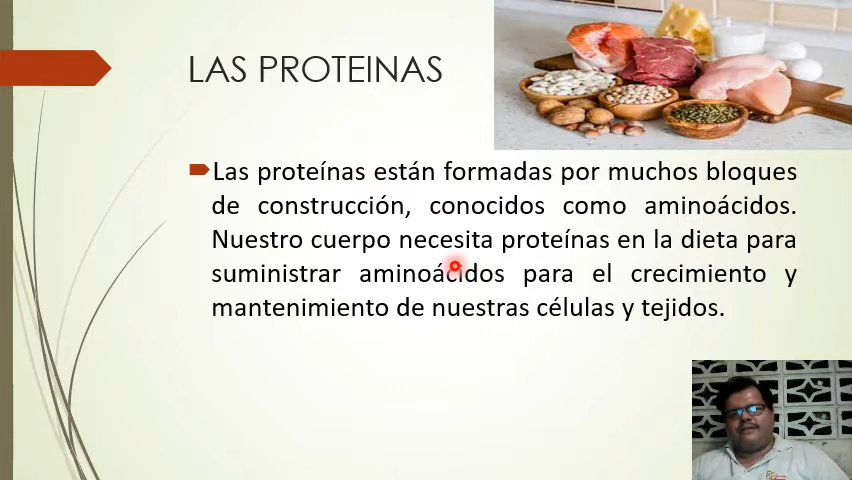 LAS PROTEINAS
Las proteínas están formadas por muchos bloques
de construcción, conocidos como aminoácidos.
Nuestro cuerpo necesita proteínas en la dieta para
suministrar aminoácidos para el crecimiento y
mantenimiento de nuestras células y tejidos.